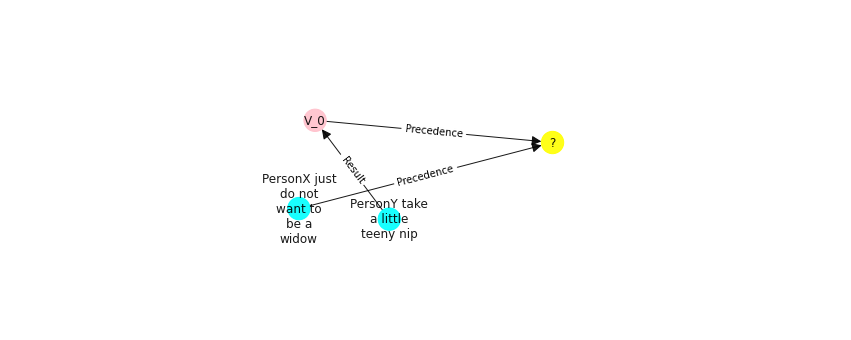 V_0
Precedence
?
Result
Precedence
PersonX just
do not
want to
be a
widow
PersonY take
a little
teeny nip